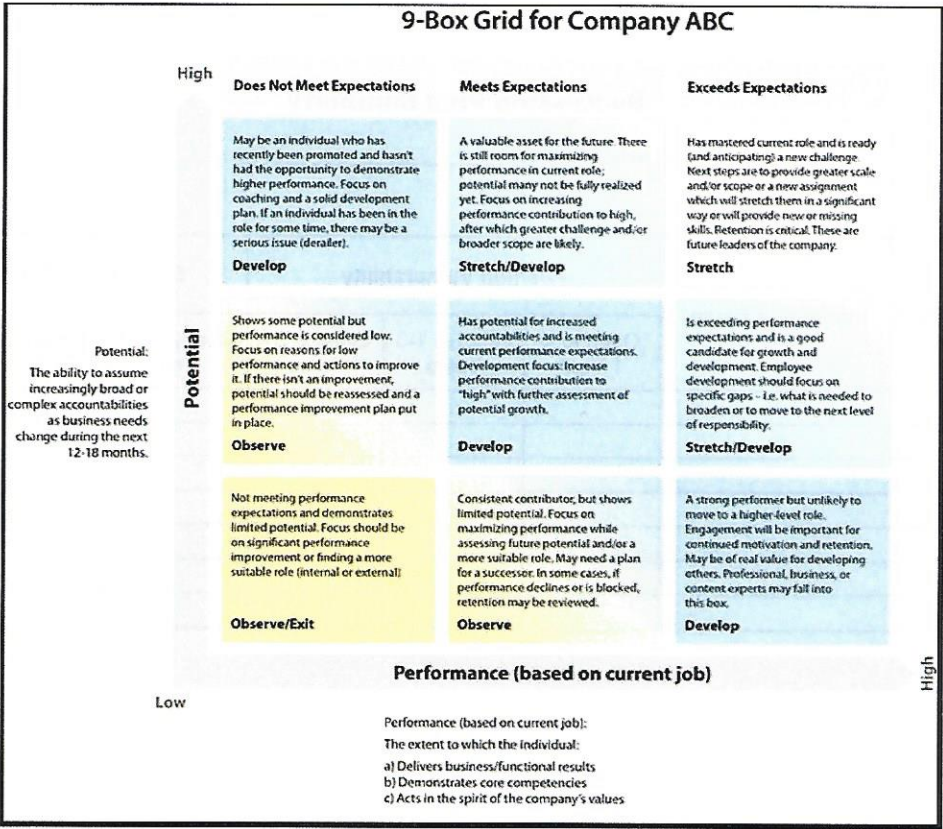 9-Box Grid for Company ABC
High
Does Not Meet Expectations
Meets Expectations
Exceeds Expectations
May be an individual who has
recently been promoted and hasn't
had the opportunity to demonstrate
higher performance. Focus on
coaching and a solid development
plan. If an individual has been in the
role for some time, there may be a
serious issue (derailer).
Develop
A valuable asset for the future. There
is still room for maximizing
performance in current role;
potential many not be fully realized
yet. Focus on increasing
performance contribution to high,
after which greater challenge and/or
broader scope are likely.
Stretch/Develop
Has mastered current role and is ready
(and anticipating) a new challenge.
Next steps are to provide greater scale
and/or scope or a new assignment
which will stretch them in a significant
way or will provide new or missing
skills. Retention is critical. These are
future leaders of the company.
Stretch
Potential:
The ability to assume
increasingly broad or
complex accountabilities
as business needs
change during the next
12-18 months.
Potential
Shows some potential but
performance is considered low.
Focus on reasons for low
performance and actions to improve
it. If there isn't an improvement,
potential should be reassessed and a
performance improvement plan put
in place.
Observe
Has potential for increased
accountabilities and is meeting
current performance expectations.
Development focus: Increase
performance contribution to
"high" with further assessment of
potential growth.
Develop
Is exceeding performance
expectations and is a good
candidate for growth and
development. Employee
development should focus on
specific gaps – i.e. what is needed to
broaden or to move to the next level
of responsibility.
Stretch/Develop
Not meeting performance
expectations and demonstrates
limited potential. Focus should be
on significant performance
improvement or finding a more
suitable role (internal or external)
Observe/Exit
Consistent contributor, but shows
limited potential. Focus on
maximizing performance while
assessing future potential and/or a
more suitable role. May need a plan
for a successor. In some cases, if
performance declines or is blocked,
retention may be reviewed.
Observe
A strong performer but unlikely to
move to a higher-level role.
Engagement will be important for
continued motivation and retention.
May be of real value for developing
others. Professional, business, or
content experts may fall into
this box.
Develop
Performance (based on current job)
High
Low
Performance (based on current job):
The extent to which the individual:
a) Delivers business/functional results
b) Demonstrates core competencies
c) Acts in the spirit of the company's values